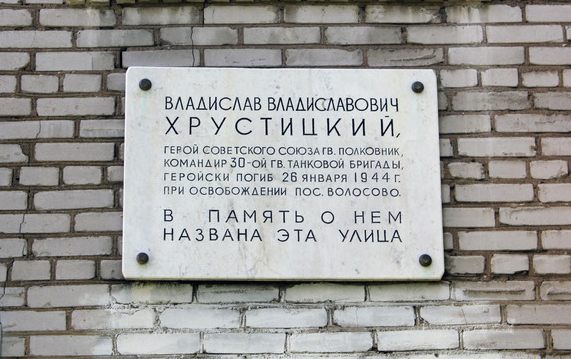 ВЛАДИСЛАВ ВЛАДИСЛАВОВИЧ
ХРУСТИЦКИЙ,
ГЕРОЙ СОВЕТСКОГО СОЮЗА ГВ. ПОЛКОВНИК,
КОМАНДИР 30-ОЙ ГВ. ТАНКОВОЙ БРИГАДЫ,
ГЕРОЙСКИ ПОГИБ 26 ЯНВАРЯ 1944 Г.
ПРИ ОСВОБОЖДЕНИИ ПОС. ВОЛОСОВО.
В ПАМЯТЬ О НЕМ
НАЗВАНА ЭТА УЛИЦА